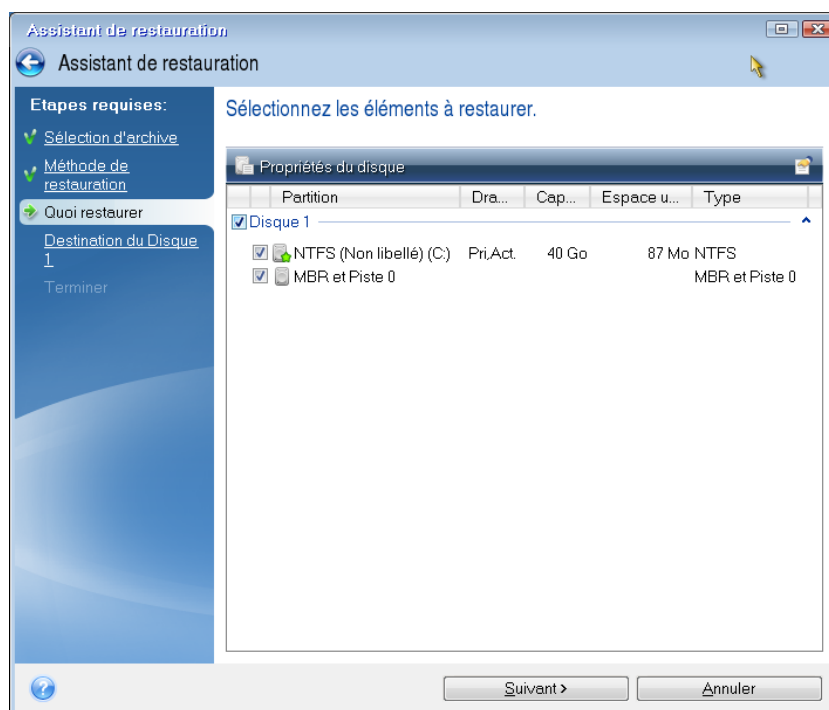 Assistant de restauration
Assistant de restauration
Etapes requises:
Sélection d'archive
Méthode de
restauration
Quoi restaurer
Destination du Disque
1
Terminer
Sélectionnez les éléments à restaurer.
Propriétés du disque
Partition Dra... Cap... Espace u... Type
Disque 1
NTFS (Non libellé) (C:) Pri,Act. 40 Go 87 Mo NTFS
MBR et Piste 0 MBR et Piste 0
Suivant >
Annuler